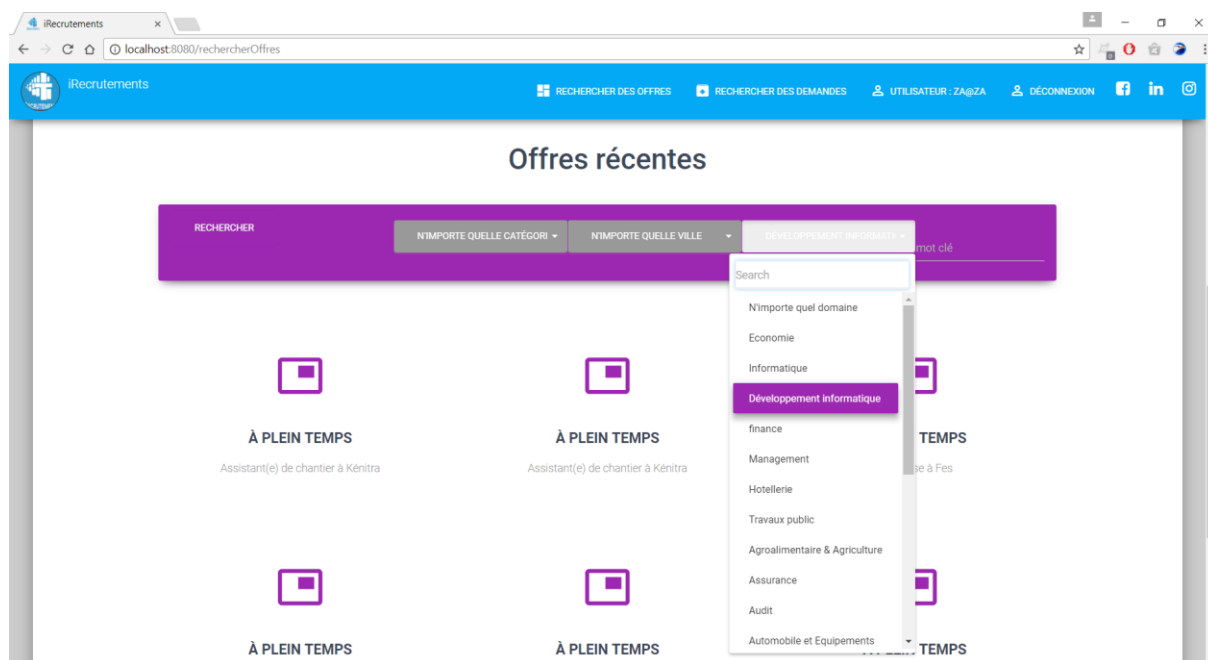 iRecrutements
localhost:8080/rechercherOffres
iRecrutements
RECHERCHER DES OFFRES
RECHERCHER DES DEMANDES
UTILISATEUR : ZA@ZA
DÉCONNEXION
Offres récentes
RECHERCHER
N'IMPORTE QUELLE CATÉGORI
N'IMPORTE QUELLE VILLE
DÉVELOPPEMENT INFORMATI
mot clé
Search
N'importe quel domaine
Economie
Informatique
Développement informatique
finance
Management
Hotellerie
Travaux public
Agroalimentaire & Agriculture
Assurance
Audit
Automobile et Equipements
À PLEIN TEMPS
Assistant(e) de chantier à Kénitra
À PLEIN TEMPS
Assistant(e) de chantier à Kénitra
TEMPS
se à Fes
À PLEIN TEMPS
À PLEIN TEMPS
TEMPS